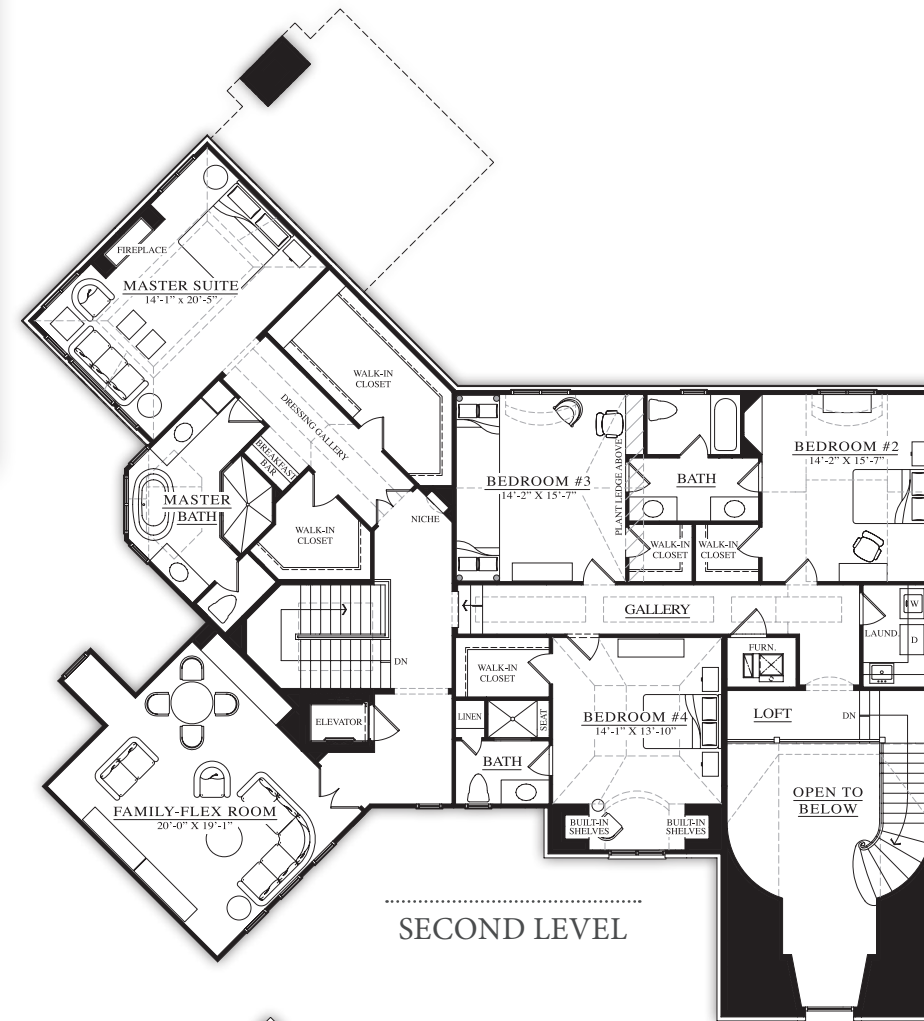 FIREPLACE
MASTER SUITE
14'-1" x 20'-5"
WALK-IN
CLOSET
DRESSING GALLERY
BREAKFAST
BAR
MASTER
BATH
WALK-IN
CLOSET
NICHE
BEDROOM #3
14'-2" X 15'-7"
PLANT LEDGE ABOVE
BATH
BEDROOM #2
14'-2" X 15'-7"
WALK-IN
CLOSET
WALK-IN
CLOSET
GALLERY
W
D
LAUND.
FURN.
DN
WALK-IN
CLOSET
LINEN
SEAT
BEDROOM #4
14'-1" X 13'-10"
LOFT
DN
ELEVATOR
BATH
OPEN TO
BELOW
FAMILY-FLEX ROOM
20'-0" X 19'-1"
BUILT-IN
SHELVES
BUILT-IN
SHELVES
SECOND LEVEL